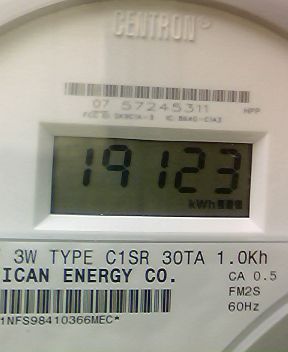 CENTRON®
07 57245311
19123
kWh
3W TYPE C1SR 30TA 1.0Kh
ICAN ENERGY CO.
CA 0.5
FM2S
60Hz
1NFS98410366MEC*